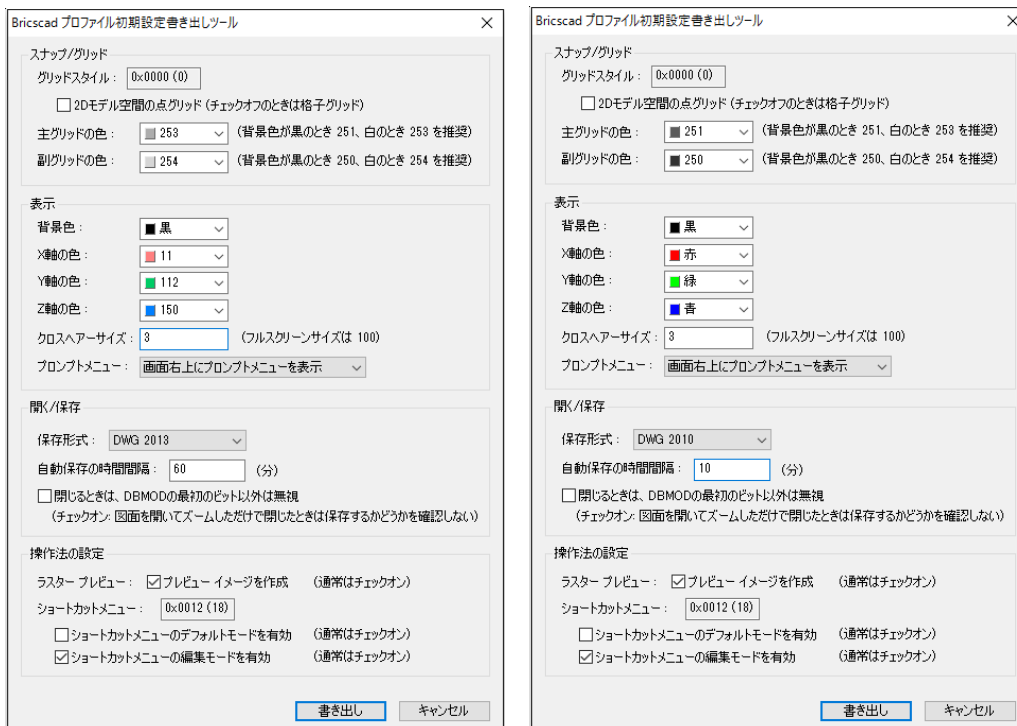 Bricscad プロファイル初期設定書き出しツール
スナップ/グリッド
グリッドスタイル： 0x0000 (0)
2Dモデル空間の点グリッド (チェックオフのときは格子グリッド)
主グリッドの色： 253 (背景色が黒のとき 251、白のとき 253 を推奨)
副グリッドの色： 254 (背景色が黒のとき 250、白のとき 254 を推奨)
表示
背景色： 黒
X軸の色： 11
Y軸の色： 112
Z軸の色： 150
クロスヘアーサイズ： 3 (フルスクリーンサイズは 100)
プロンプトメニュー： 画面右上にプロンプトメニューを表示
開く/保存
保存形式： DWG 2013
自動保存の時間間隔： 60 (分)
閉じるときは、DBMODの最初のビット以外は無視
(チェックオン: 図面を開いてズームしただけで閉じたときは保存するかどうかを確認しない)
操作法の設定
ラスター プレビュー： プレビュー イメージを作成 (通常はチェックオン)
ショートカットメニュー： 0x0012 (18)
ショートカットメニューのデフォルトモードを有効 (通常はチェックオン)
ショートカットメニューの編集モードを有効 (通常はチェックオン)
書き出し キャンセル
Bricscad プロファイル初期設定書き出しツール
スナップ/グリッド
グリッドスタイル： 0x0000 (0)
2Dモデル空間の点グリッド (チェックオフのときは格子グリッド)
主グリッドの色： 251 (背景色が黒のとき 251、白のとき 253 を推奨)
副グリッドの色： 250 (背景色が黒のとき 250、白のとき 254 を推奨)
表示
背景色： 黒
X軸の色： 赤
Y軸の色： 緑
Z軸の色： 青
クロスヘアーサイズ： 3 (フルスクリーンサイズは 100)
プロンプトメニュー： 画面右上にプロンプトメニューを表示
開く/保存
保存形式： DWG 2010
自動保存の時間間隔： 10 (分)
閉じるときは、DBMODの最初のビット以外は無視
(チェックオン: 図面を開いてズームしただけで閉じたときは保存するかどうかを確認しない)
操作法の設定
ラスター プレビュー： プレビュー イメージを作成 (通常はチェックオン)
ショートカットメニュー： 0x0012 (18)
ショートカットメニューのデフォルトモードを有効 (通常はチェックオン)
ショートカットメニューの編集モードを有効 (通常はチェックオン)
書き出し キャンセル